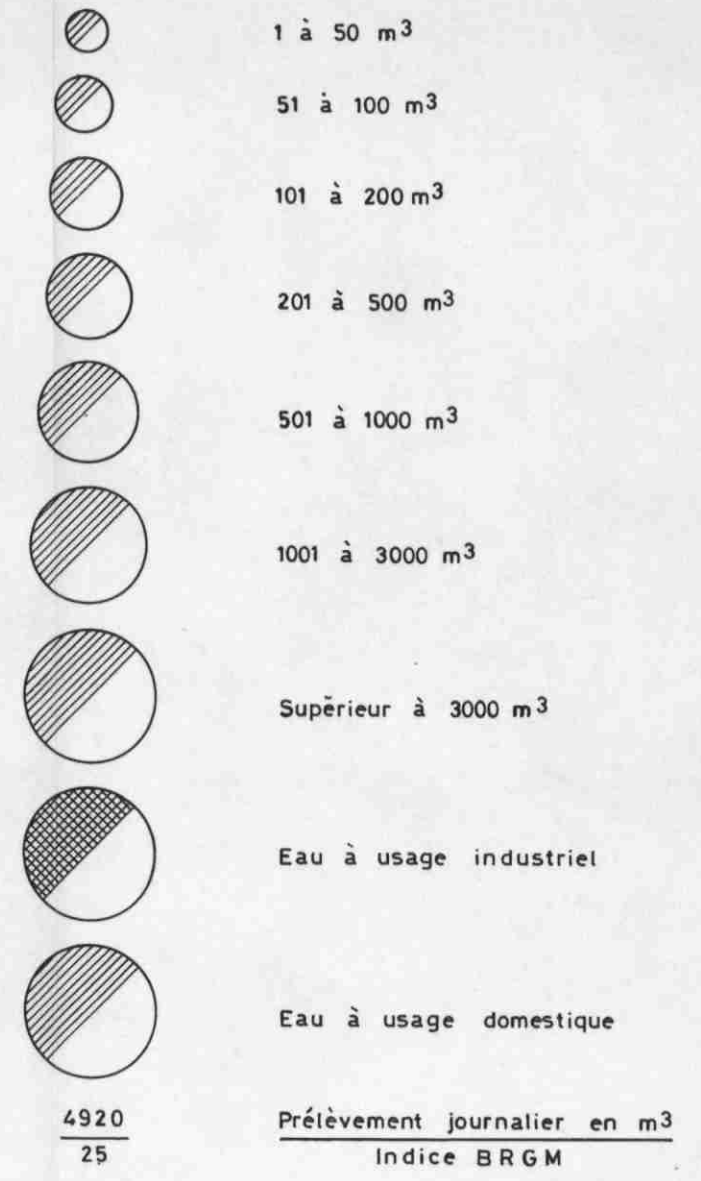 1 à 50 m3
51 à 100 m3
101 à 200 m3
201 à 500 m3
501 à 1000 m3
1001 à 3000 m3
Supērieur à 3000 m3
Eau à usage industriel
Eau à usage domestique
4920 Prélèvement journalier en m3
25 Indice BRGM